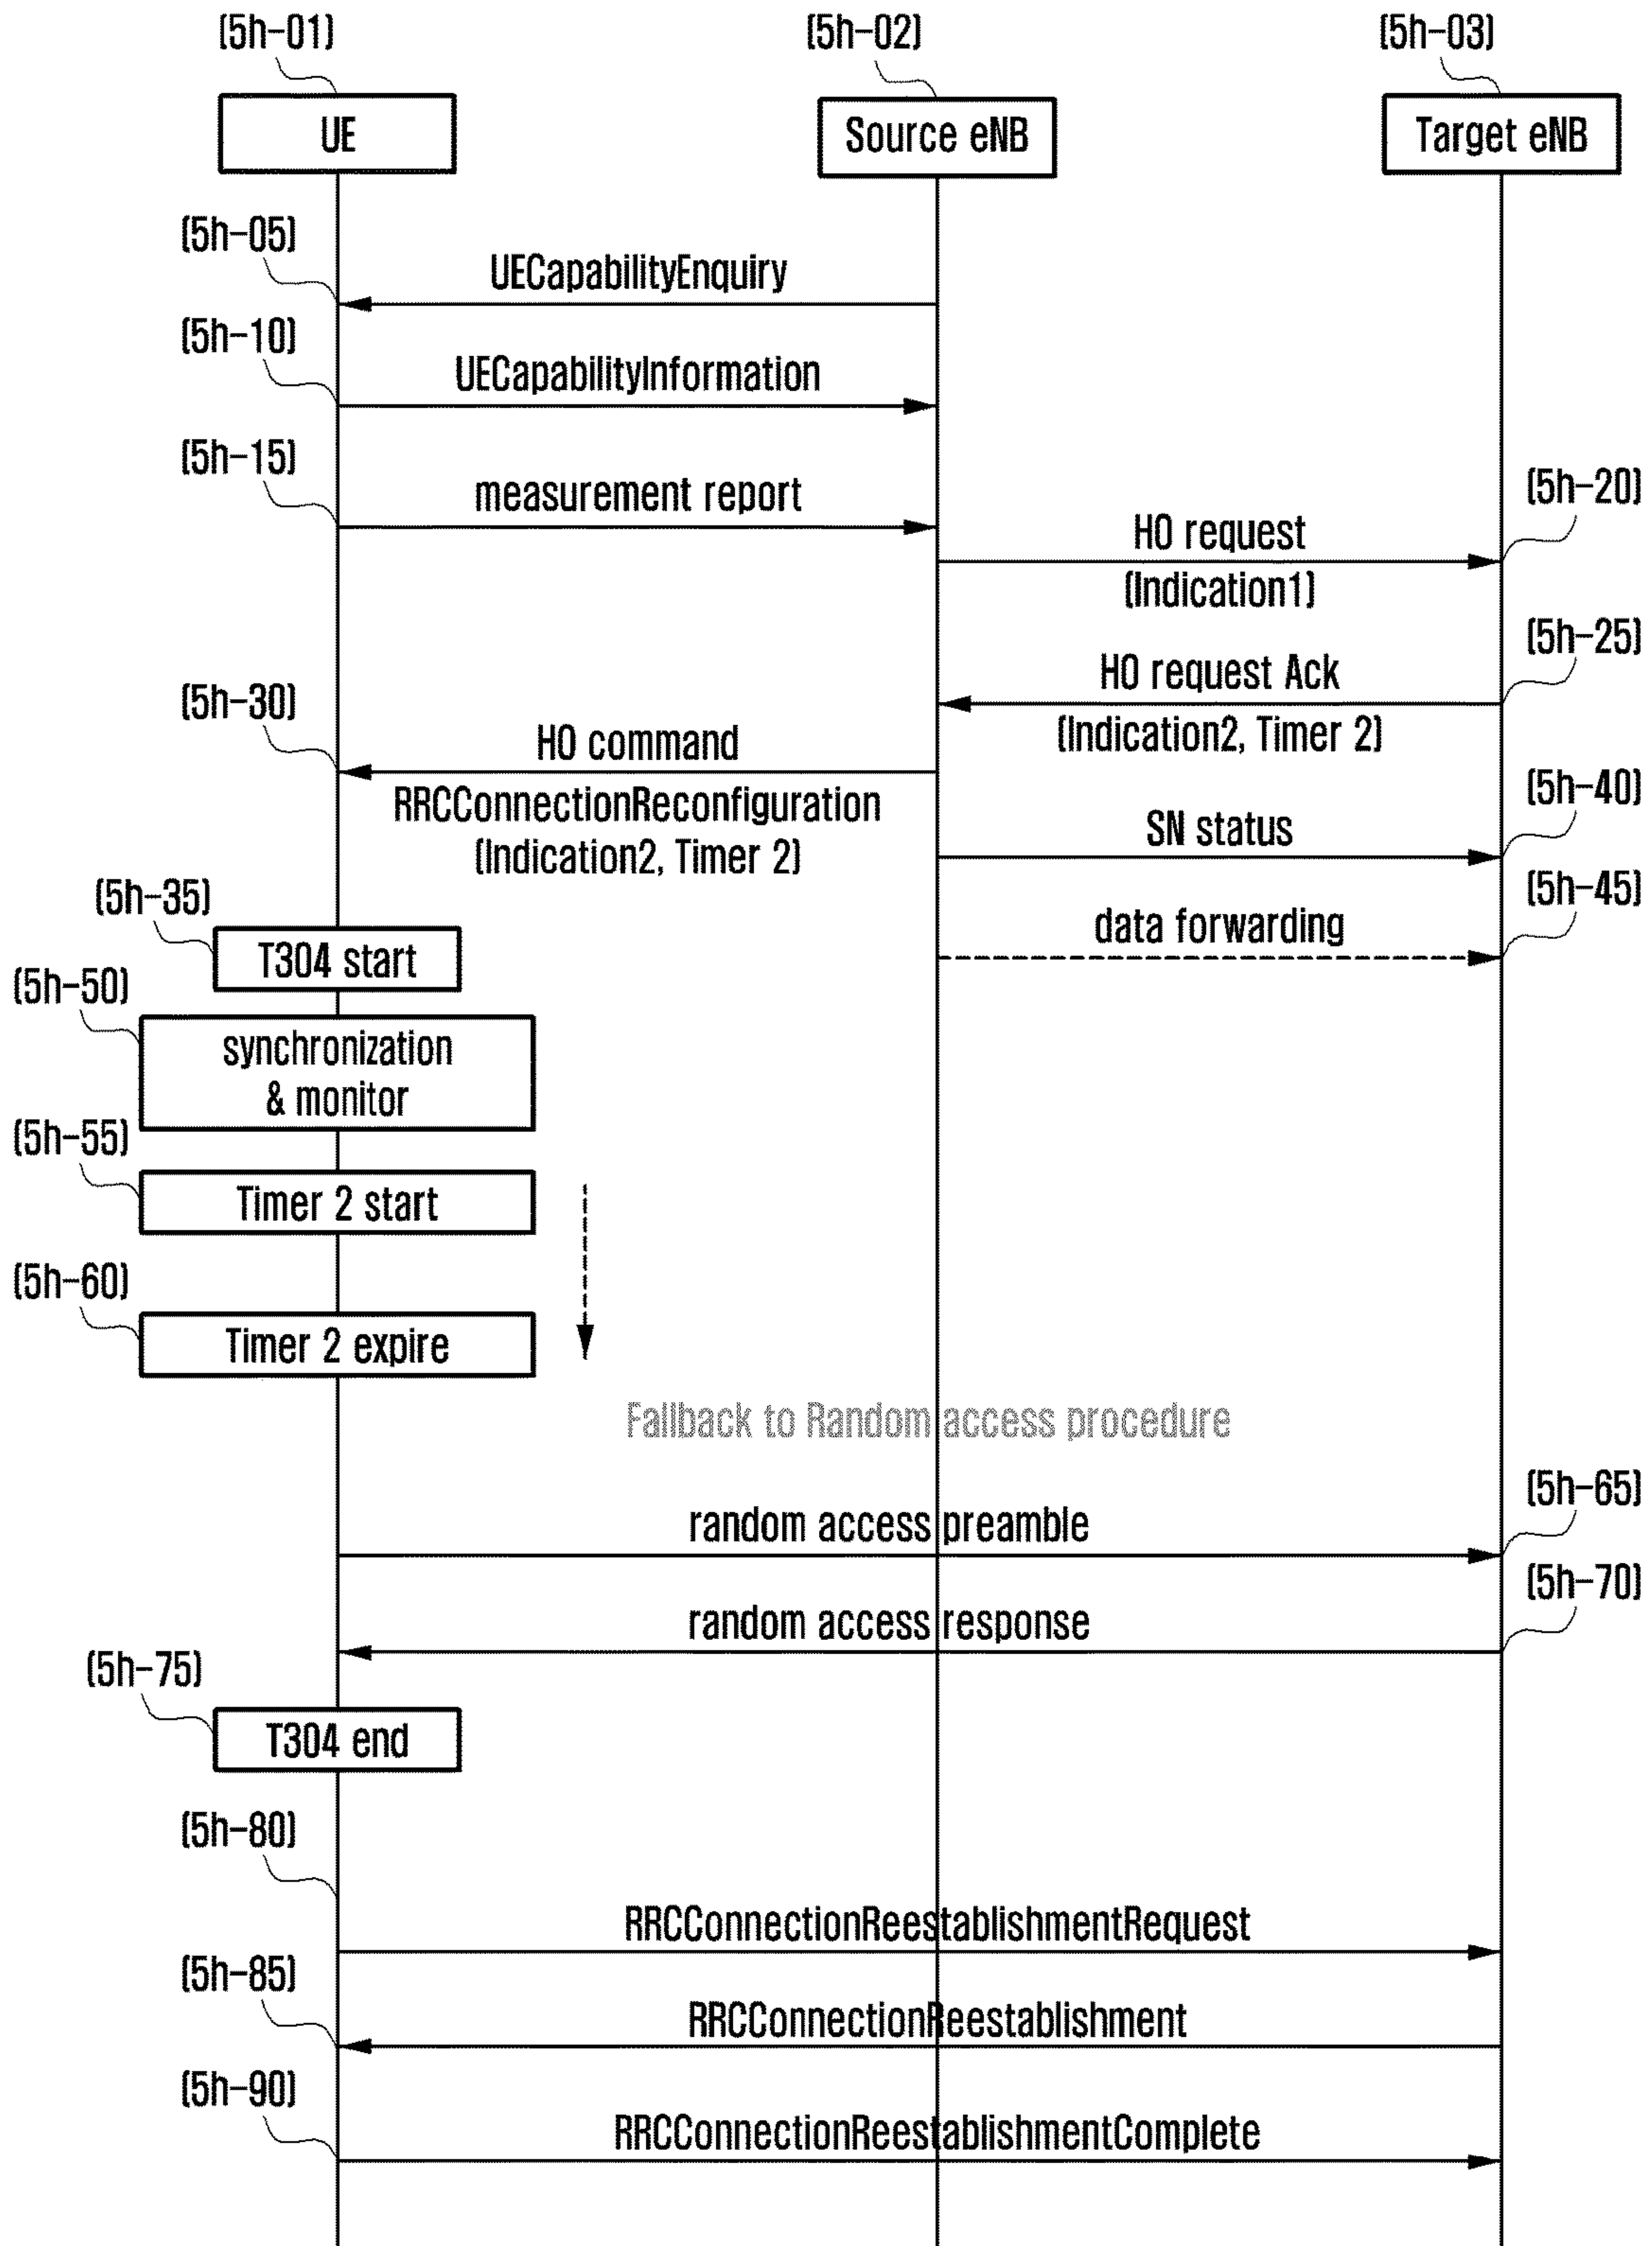 (5h-01)
(5h-02)
(5h-03)
UE
Source eNB
Target eNB
(5h-05)
UECapabilityEnquiry
(5h-10)
UECapabilityInformation
(5h-15)
measurement report
(5h-20)
HO request
(Indication1)
(5h-25)
HO request Ack
(Indication2, Timer 2)
(5h-30)
HO command
RRCConnectionReconfiguration
(Indication2, Timer 2)
(5h-40)
SN status
(5h-45)
data forwarding
(5h-35)
T304 start
(5h-50)
synchronization
& monitor
(5h-55)
Timer 2 start
(5h-60)
Timer 2 expire
Fallback to Random access procedure
(5h-65)
random access preamble
(5h-70)
random access response
(5h-75)
T304 end
(5h-80)
RRCConnectionReestablishmentRequest
(5h-85)
RRCConnectionReestablishment
(5h-90)
RRCConnectionReestablishmentComplete